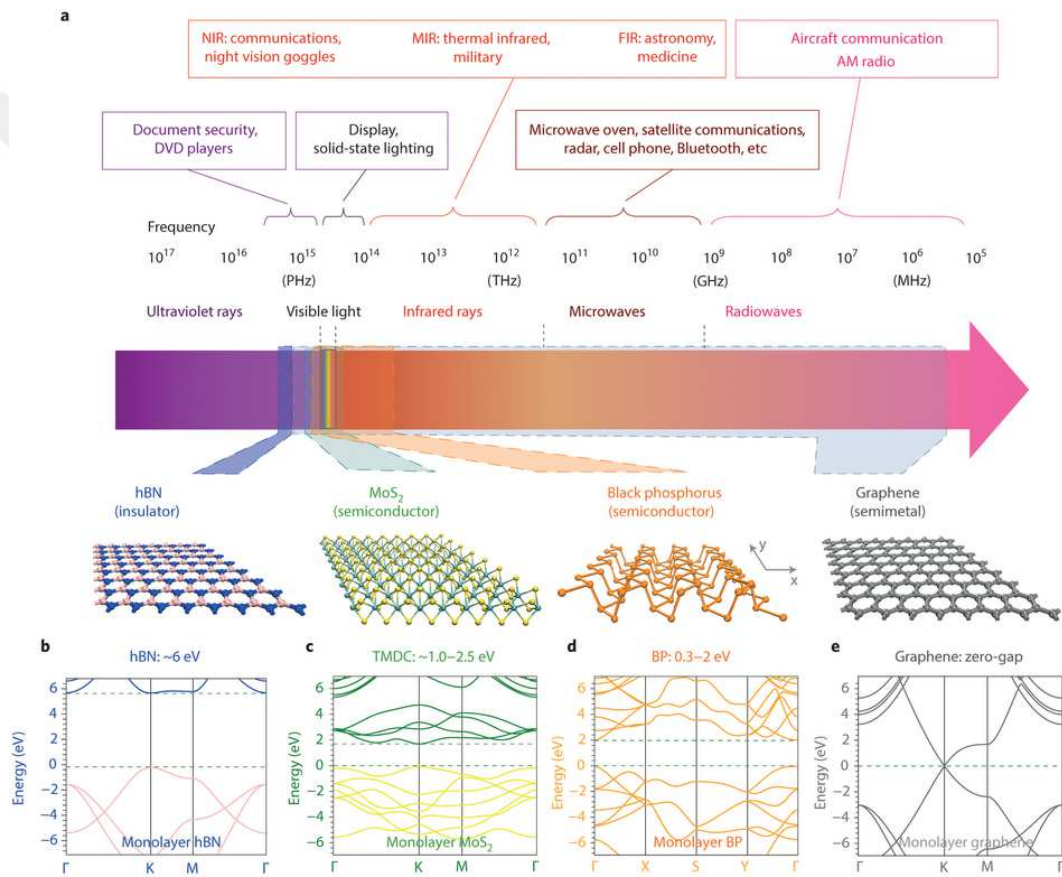 a
NIR: communications,
night vision goggles
MIR: thermal infrared,
military
FIR: astronomy,
medicine
Aircraft communication
AM radio
Document security,
DVD players
Display,
solid-state lighting
Microwave oven, satellite communications,
radar, cell phone, Bluetooth, etc
Frequency
10¹⁷ 10¹⁶ 10¹⁵ 10¹⁴ 10¹³ 10¹² 10¹¹ 10¹⁰ 10⁹ 10⁸ 10⁷ 10⁶ 10⁵
(PHz) (THz) (GHz) (MHz)
Ultraviolet rays Visible light Infrared rays Microwaves Radiowaves
hBN
(insulator)
MoS₂
(semiconductor)
Black phosphorus
(semiconductor)
y
x
Graphene
(semimetal)
b
hBN: ~6 eV
Energy (eV)
6
4
2
0
−2
−4
−6
Monolayer hBN
Γ K M Γ
c
TMDC: ~1.0–2.5 eV
Energy (eV)
6
4
2
0
−2
−4
−6
Monolayer MoS₂
Γ K M Γ
d
BP: 0.3–2 eV
Energy (eV)
6
4
2
0
−2
−4
−6
Monolayer BP
Γ X S Y Γ
e
Graphene: zero-gap
Energy (eV)
6
4
2
0
−2
−4
−6
Monolayer graphene
Γ K M Γ